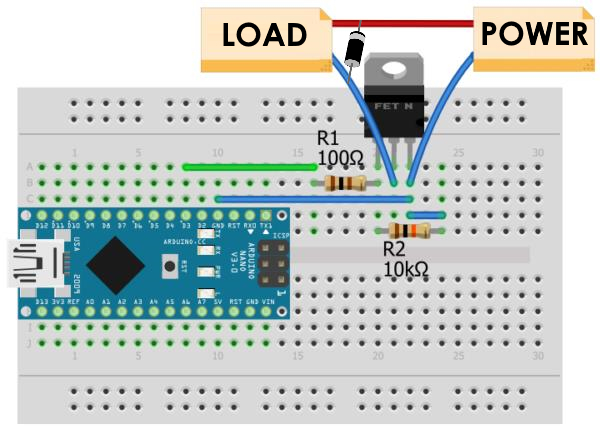 LOAD
POWER
FET N
R1
100Ω
1 5 10 15 20 25 30
A
B
C
D12 D11 D10 D9 D8 D7 D6 D5 D4 D3 D2 GND RST RX0 TX1
TX
RX
PWR
L
ARDUINO.CC
RST
ARDUINO
NANO
V3.0
ICSP
1
USA
2009
R2
10kΩ
D13 3V3 REF A0 A1 A2 A3 A4 A5 A6 A7 5V RST GND VIN
I
J
1 5 10 15 20 25 30